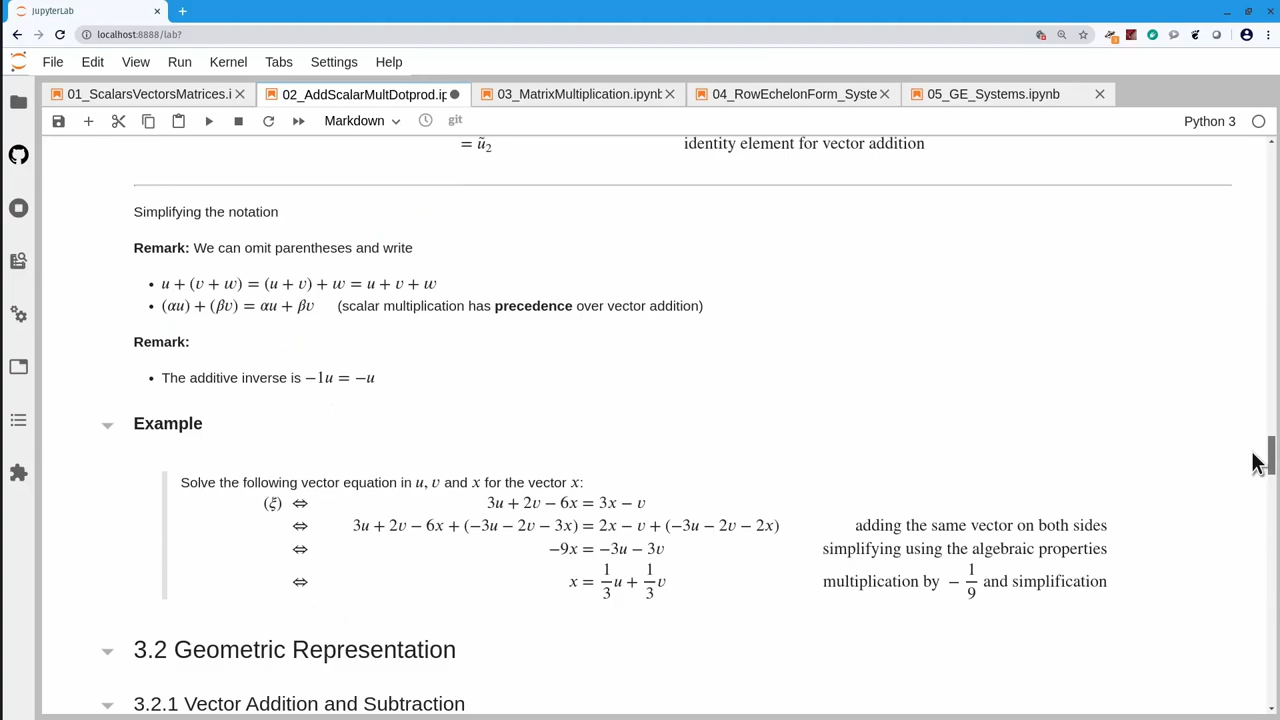 JupyterLab
localhost:8888/lab?
File Edit View Run Kernel Tabs Settings Help
01_ScalarsVectorsMatrices.i 02_AddScalarMultDotprod.ip 03_MatrixMultiplication.ipynb 04_RowEchelonForm_Syste 05_GE_Systems.ipynb
Markdown git Python 3
= ũ₂ identity element for vector addition
Simplifying the notation
Remark: We can omit parentheses and write
• u + (v + w) = (u + v) + w = u + v + w
• (αu) + (βv) = αu + βv (scalar multiplication has precedence over vector addition)
Remark:
• The additive inverse is −1u = −u
Example
Solve the following vector equation in u, v and x for the vector x:
(ξ) ⇔ 3u + 2v − 6x = 3x − v
⇔ 3u + 2v − 6x + (−3u − 2v − 3x) = 2x − v + (−3u − 2v − 2x) adding the same vector on both sides
⇔ −9x = −3u − 3v simplifying using the algebraic properties
⇔ x = 1/3 u + 1/3 v multiplication by − 1/9 and simplification
3.2 Geometric Representation
3.2.1 Vector Addition and Subtraction